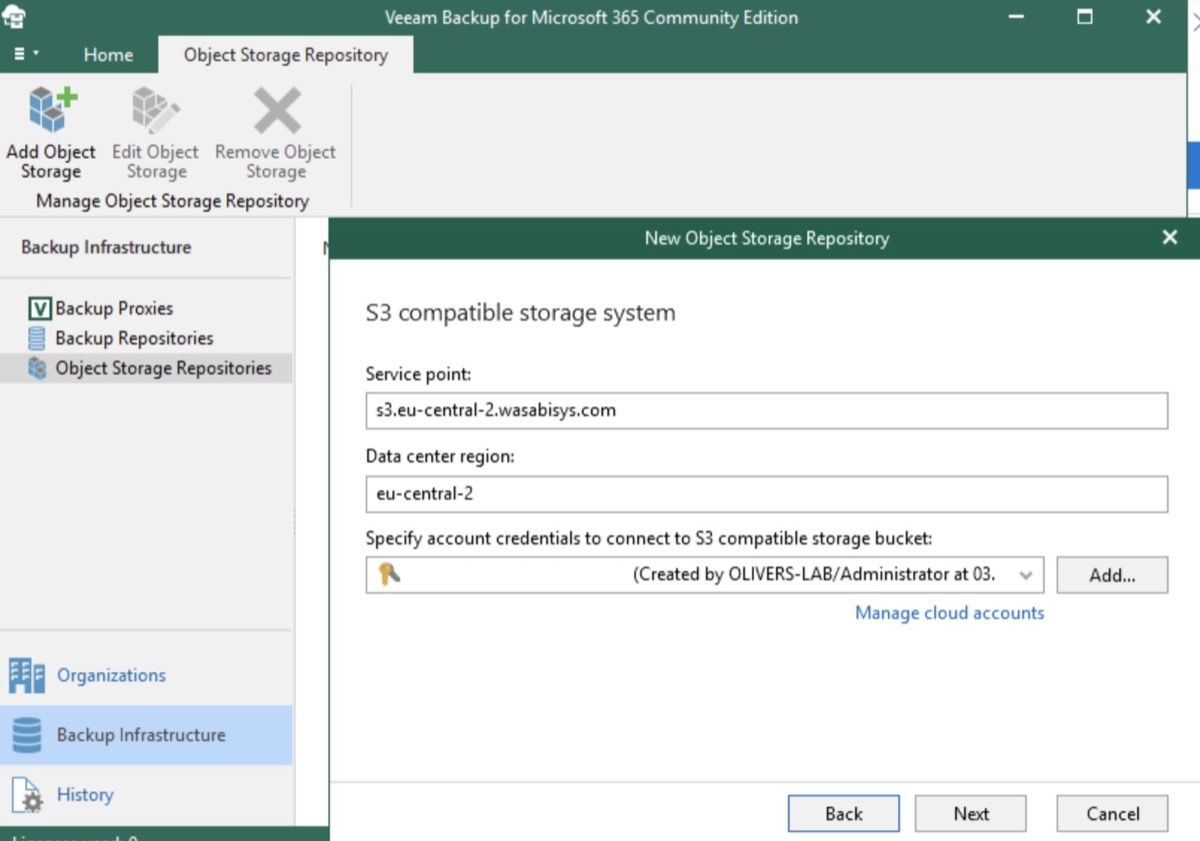 Veeam Backup for Microsoft 365 Community Edition
Home
Object Storage Repository
Add Object
Storage
Edit Object
Storage
Remove Object
Storage
Manage Object Storage Repository
Backup Infrastructure
Backup Proxies
Backup Repositories
Object Storage Repositories
Organizations
Backup Infrastructure
History
New Object Storage Repository
S3 compatible storage system
Service point:
s3.eu-central-2.wasabisys.com
Data center region:
eu-central-2
Specify account credentials to connect to S3 compatible storage bucket:
(Created by OLIVERS-LAB/Administrator at 03.
Add...
Manage cloud accounts
Back
Next
Cancel